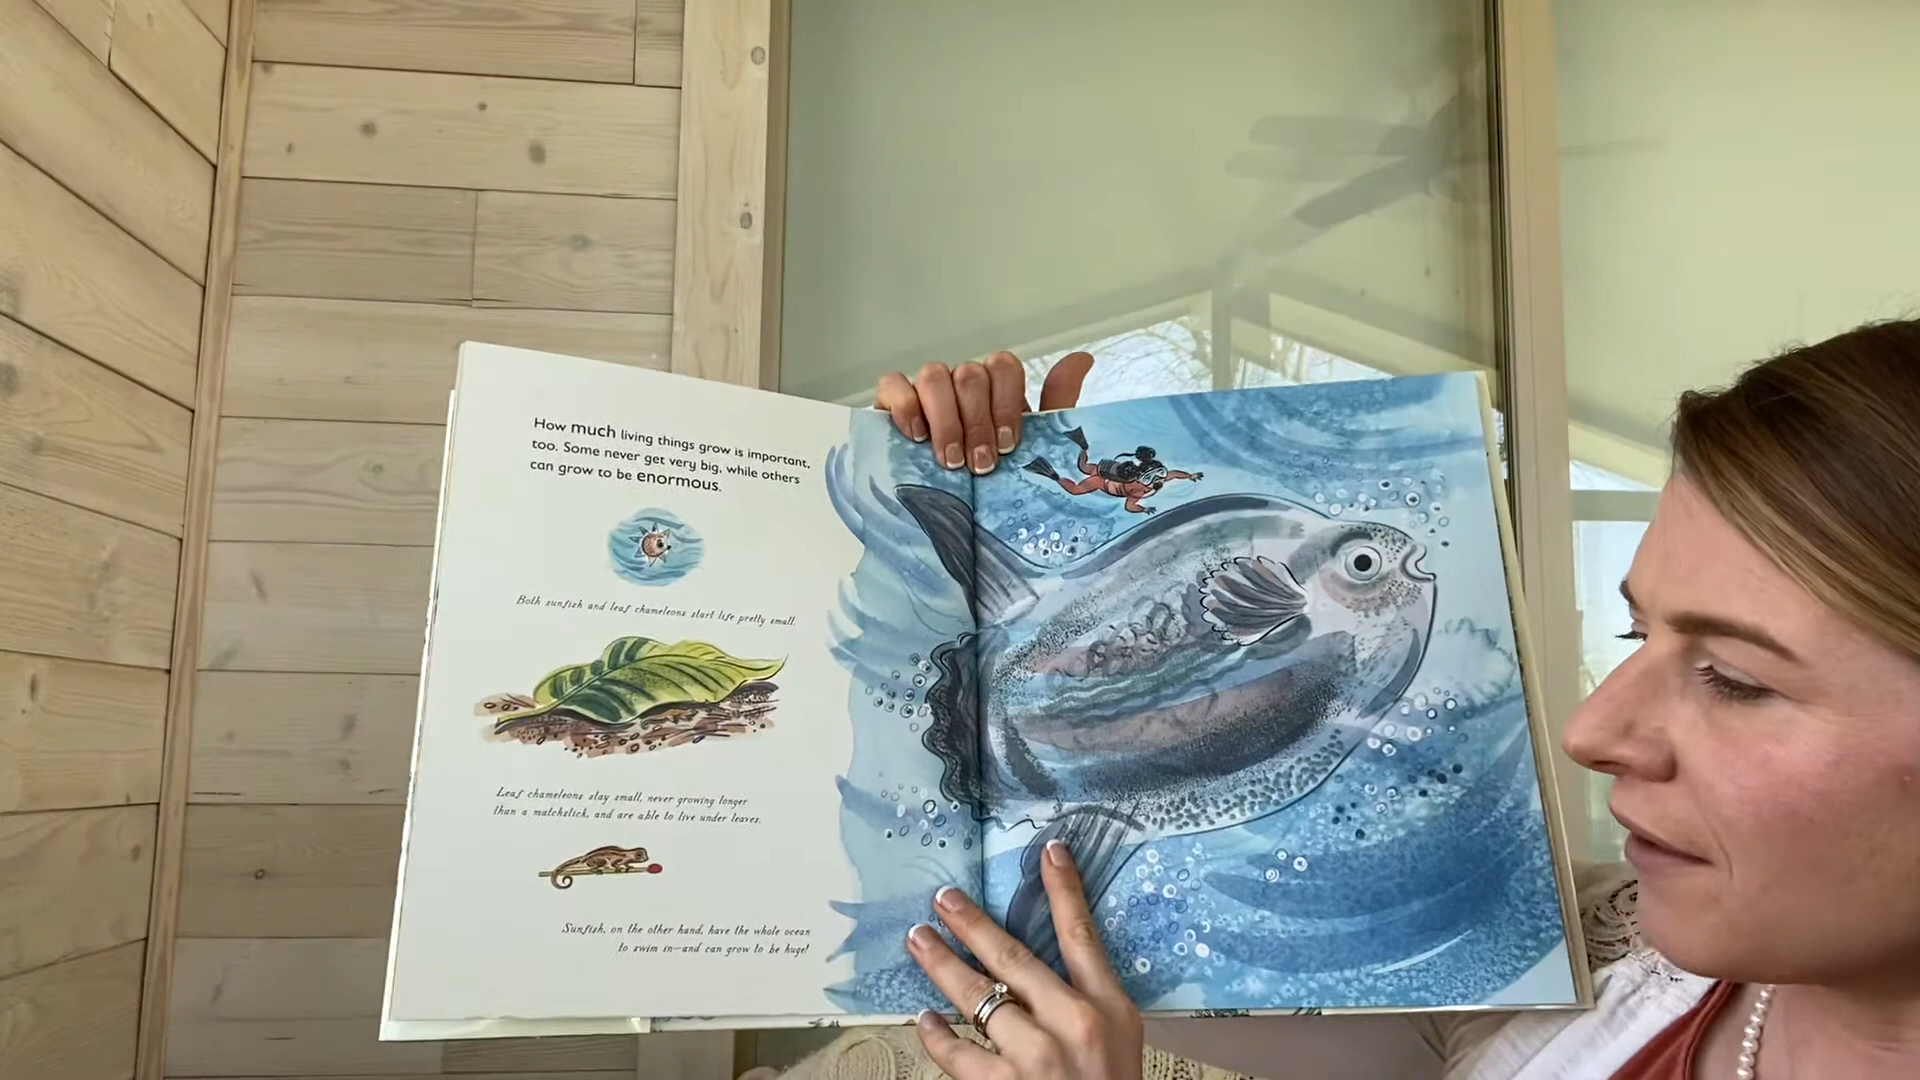 How much living things grow is important,
too. Some never get very big, while others
can grow to be enormous.
Both sunfish and leaf chameleons start life pretty small.
Leaf chameleons stay small, never growing longer
than a matchstick, and are able to live under leaves.
Sunfish, on the other hand, have the whole ocean
to swim in—and can grow to be huge!